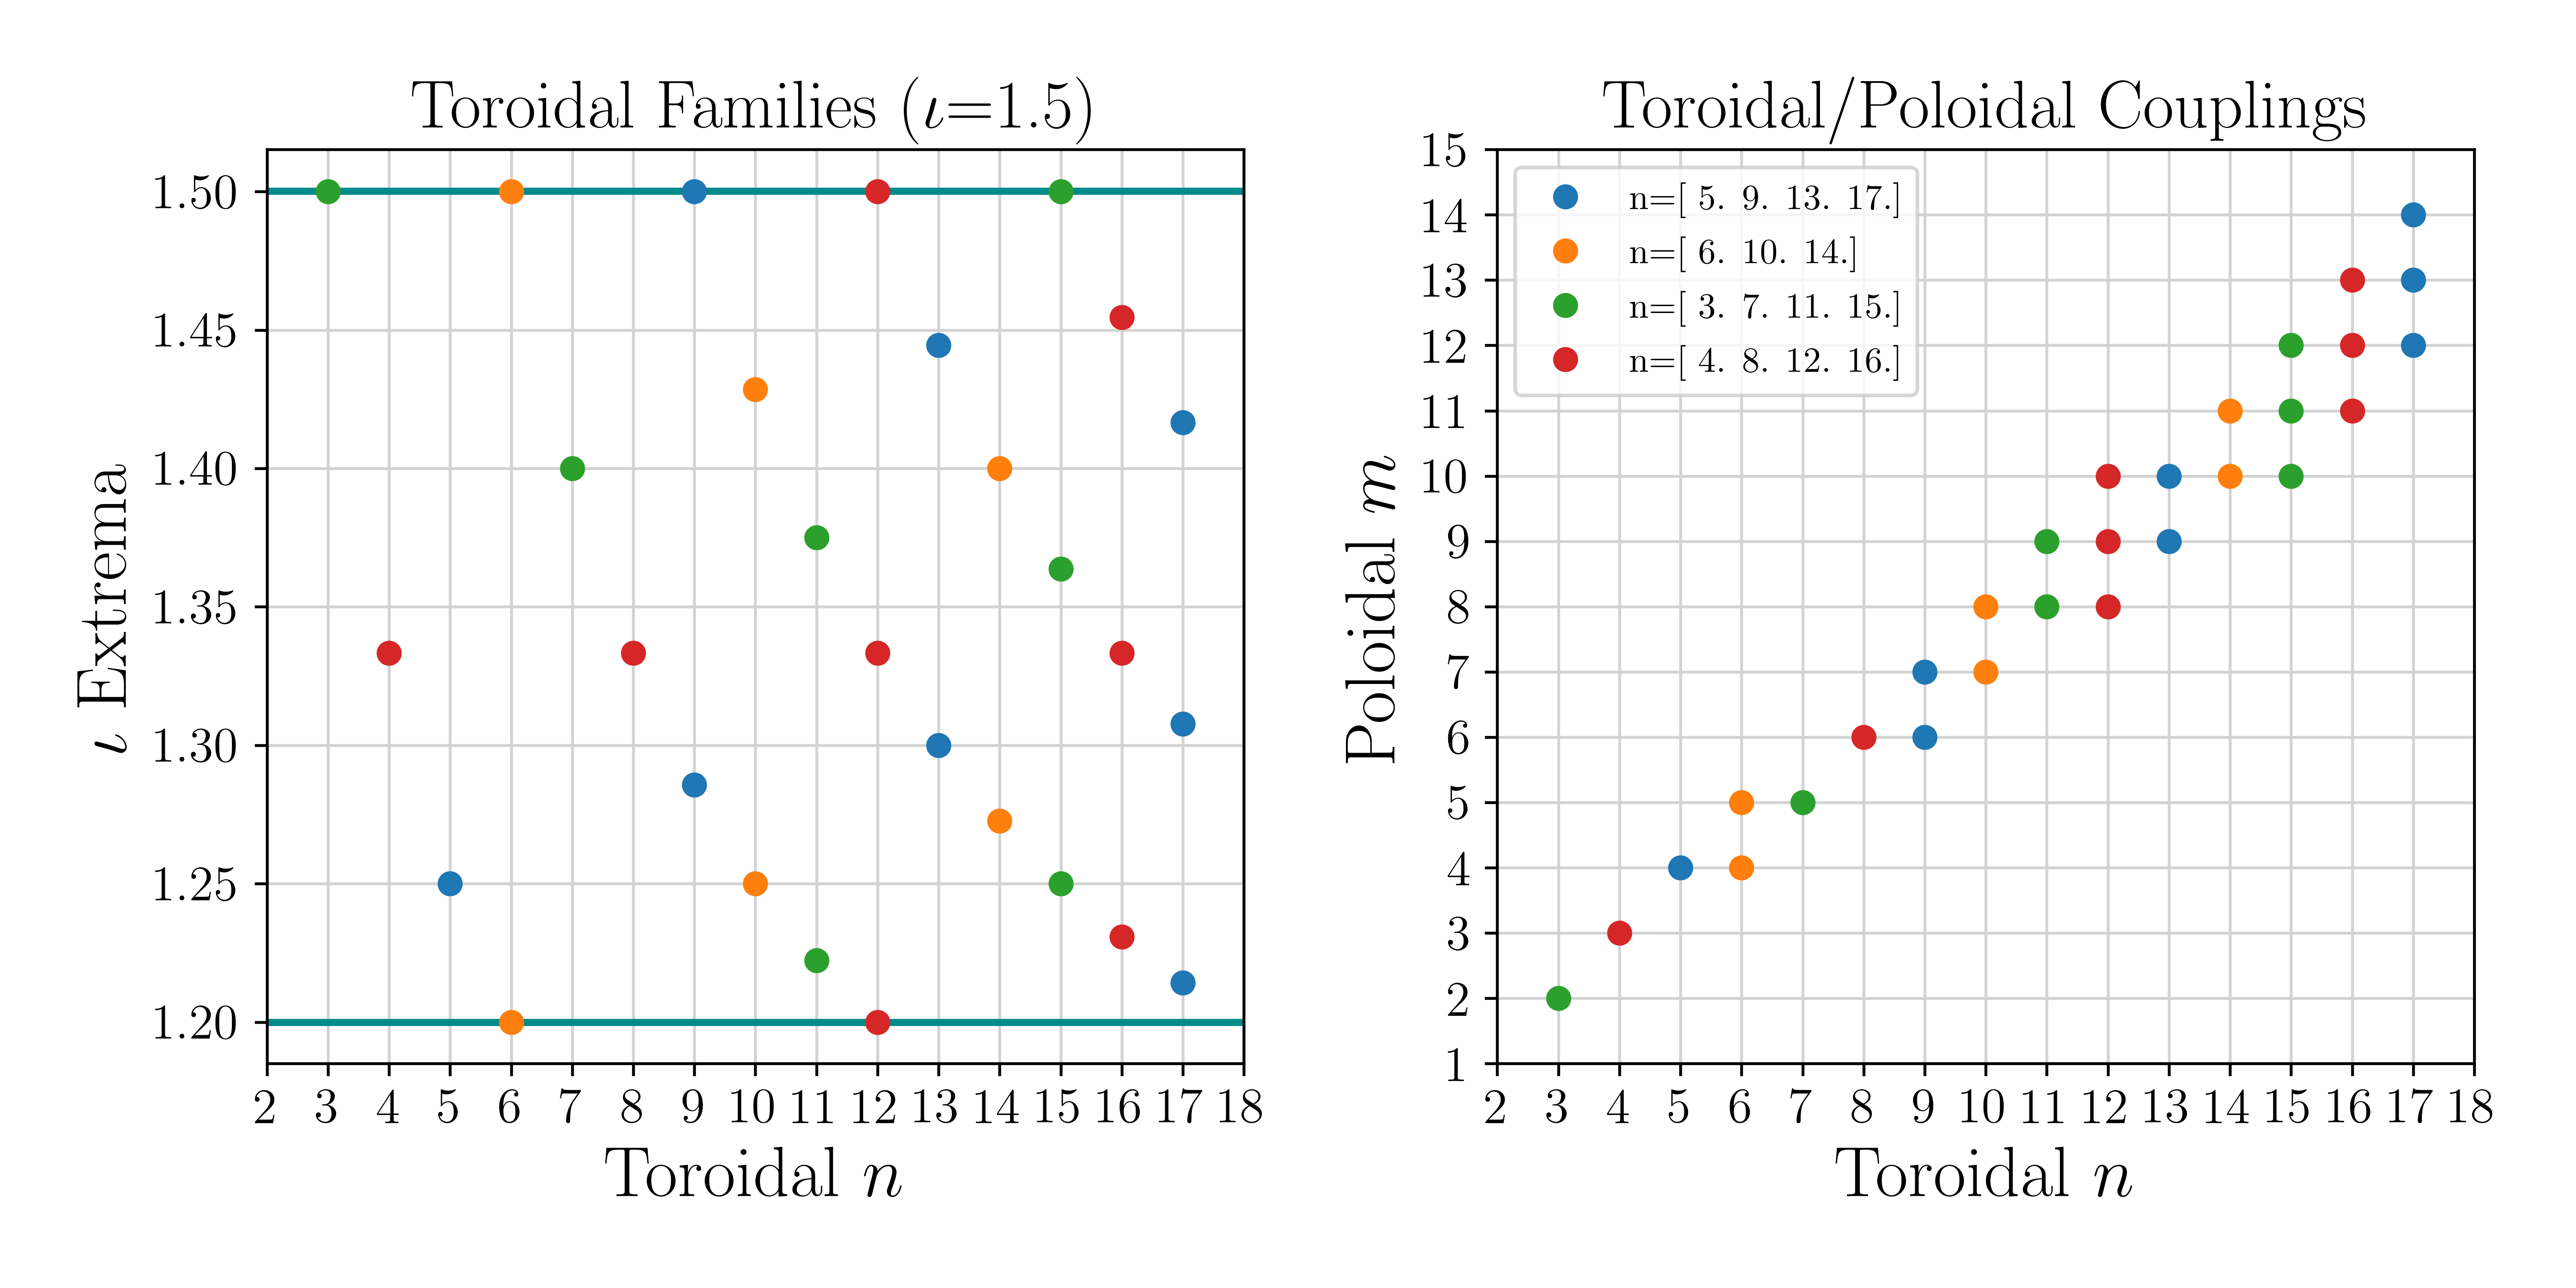 Toroidal Families (ι=1.5)
1.50
1.45
1.40
1.35
1.30
1.25
1.20
ι Extrema
2 3 4 5 6 7 8 9 10 11 12 13 14 15 16 17 18
Toroidal n
Toroidal/Poloidal Couplings
15
14
13
12
11
10
9
8
7
6
5
4
3
2
1
Poloidal m
n=[ 5. 9. 13. 17.]
n=[ 6. 10. 14.]
n=[ 3. 7. 11. 15.]
n=[ 4. 8. 12. 16.]
2 3 4 5 6 7 8 9 10 11 12 13 14 15 16 17 18
Toroidal n